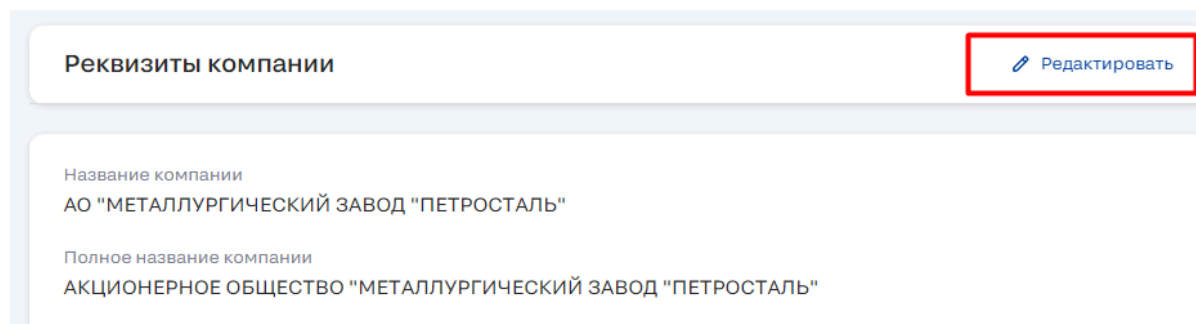 Реквизиты компании
Редактировать
Название компании
АО "МЕТАЛЛУРГИЧЕСКИЙ ЗАВОД "ПЕТРОСТАЛЬ"
Полное название компании
АКЦИОНЕРНОЕ ОБЩЕСТВО "МЕТАЛЛУРГИЧЕСКИЙ ЗАВОД "ПЕТРОСТАЛЬ"